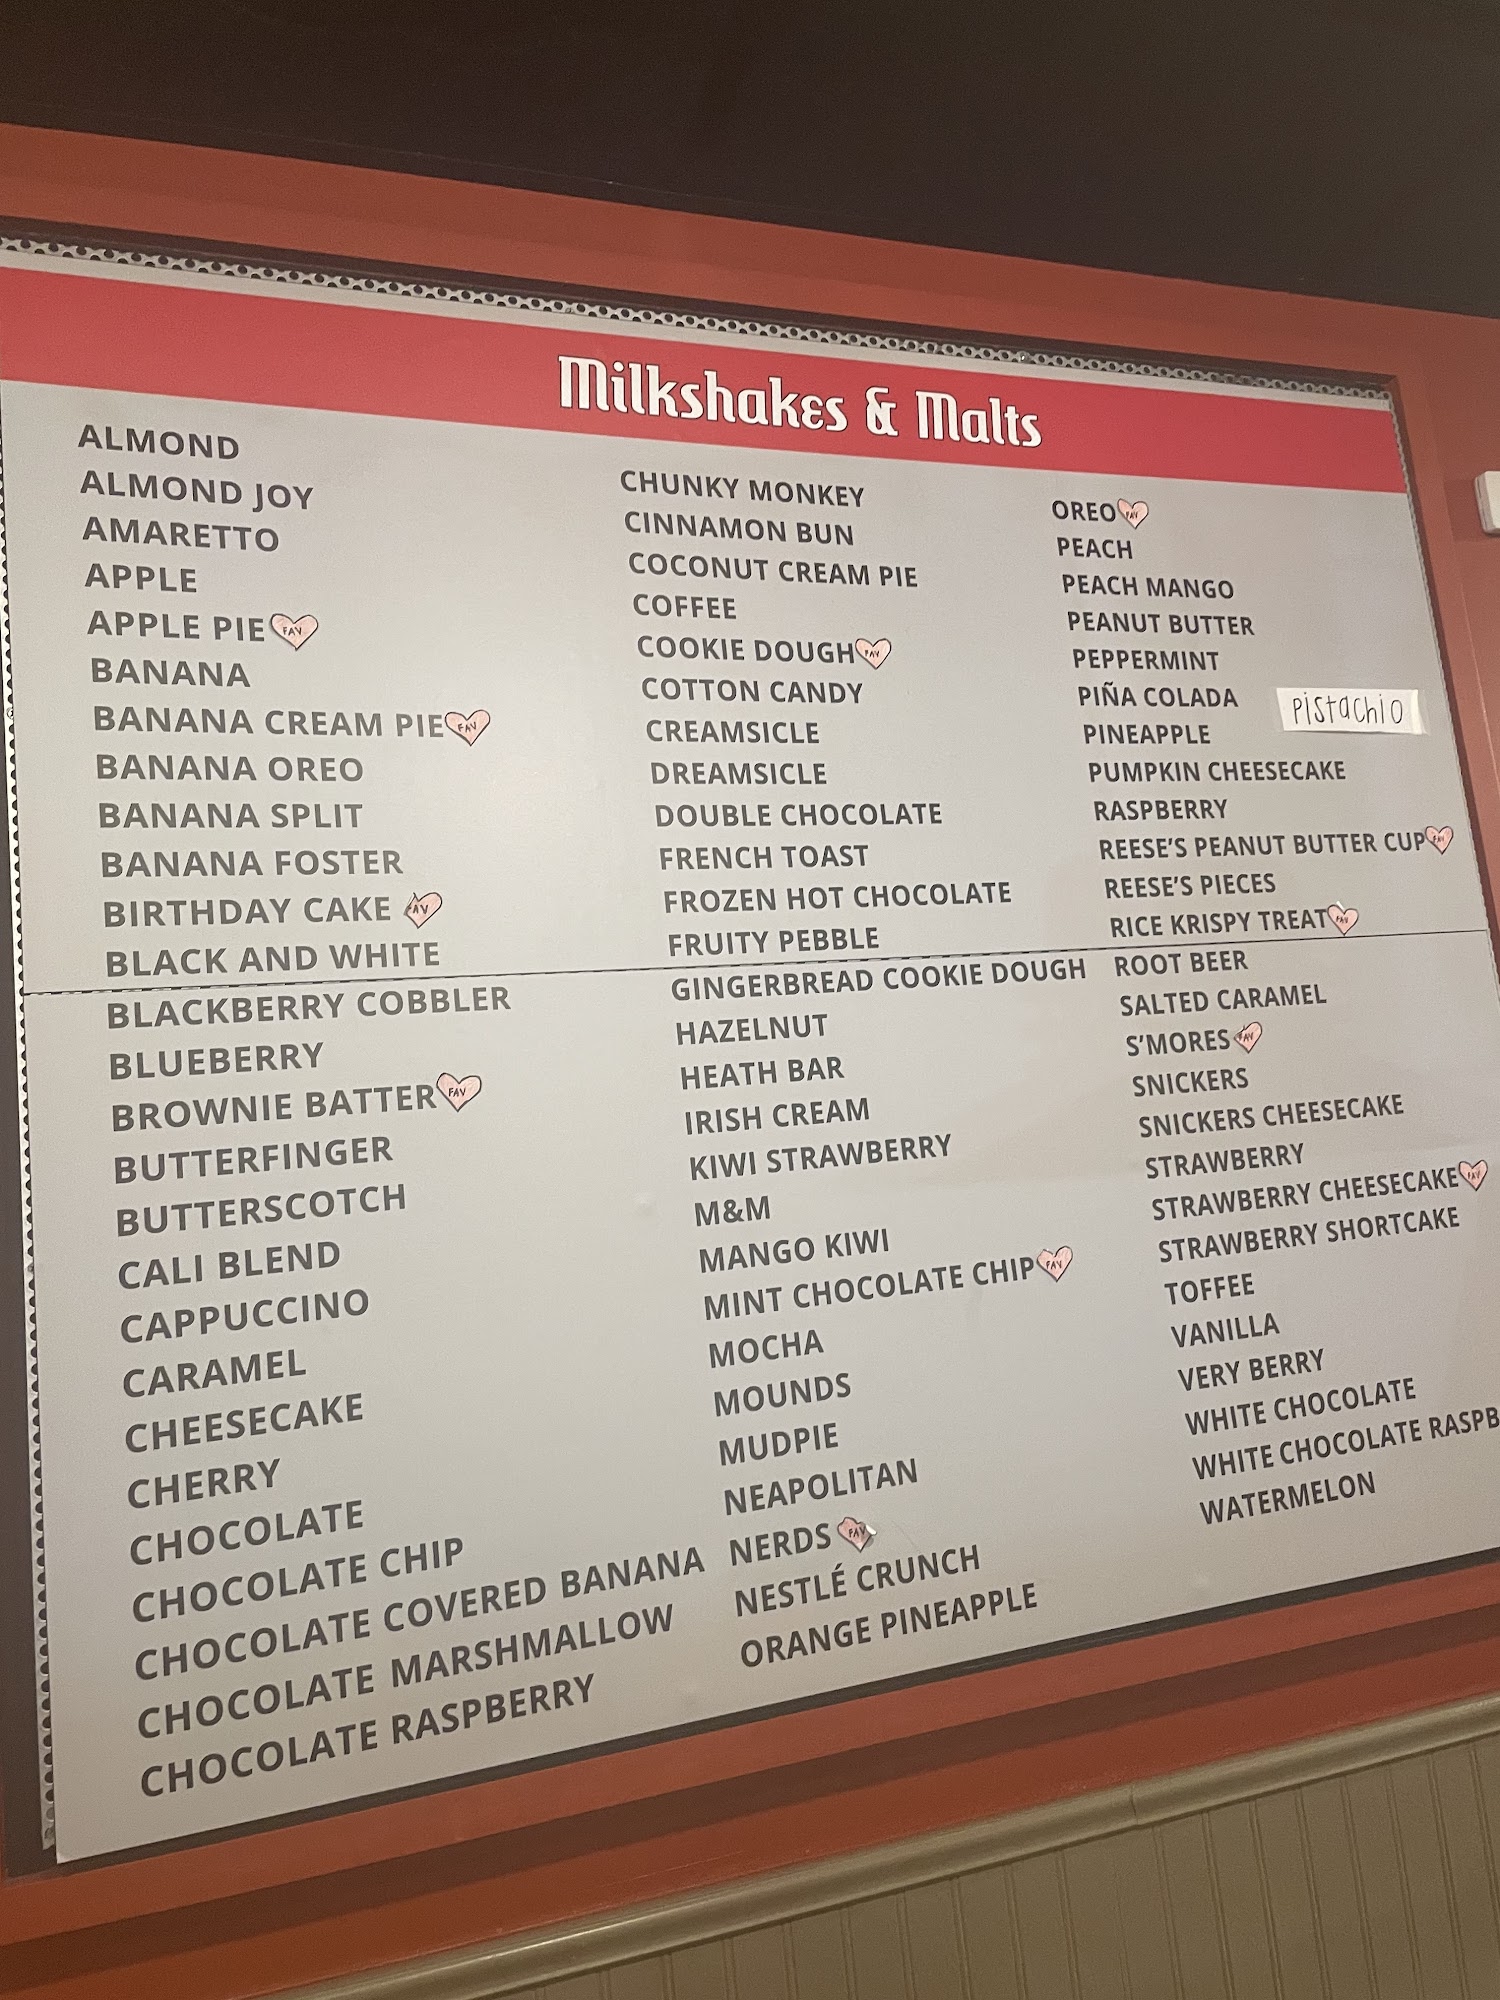 Milkshakes & Malts
ALMOND
ALMOND JOY
AMARETTO
APPLE
APPLE PIE FAV
BANANA
BANANA CREAM PIE FAV
BANANA OREO
BANANA SPLIT
BANANA FOSTER
BIRTHDAY CAKE FAV
BLACK AND WHITE
BLACKBERRY COBBLER
BLUEBERRY
BROWNIE BATTER FAV
BUTTERFINGER
BUTTERSCOTCH
CALI BLEND
CAPPUCCINO
CARAMEL
CHEESECAKE
CHERRY
CHOCOLATE
CHOCOLATE CHIP
CHOCOLATE COVERED BANANA
CHOCOLATE MARSHMALLOW
CHOCOLATE RASPBERRY
CHUNKY MONKEY
CINNAMON BUN
COCONUT CREAM PIE
COFFEE
COOKIE DOUGH FAV
COTTON CANDY
CREAMSICLE
DREAMSICLE
DOUBLE CHOCOLATE
FRENCH TOAST
FROZEN HOT CHOCOLATE
FRUITY PEBBLE
GINGERBREAD COOKIE DOUGH
HAZELNUT
HEATH BAR
IRISH CREAM
KIWI STRAWBERRY
M&M
MANGO KIWI
MINT CHOCOLATE CHIP FAV
MOCHA
MOUNDS
MUDPIE
NEAPOLITAN
NERDS FAV
NESTLÉ CRUNCH
ORANGE PINEAPPLE
OREO FAV
PEACH
PEACH MANGO
PEANUT BUTTER
PEPPERMINT
PIÑA COLADA
pistachio
PINEAPPLE
PUMPKIN CHEESECAKE
RASPBERRY
REESE'S PEANUT BUTTER CUP FAV
REESE'S PIECES
RICE KRISPY TREAT FAV
ROOT BEER
SALTED CARAMEL
S'MORES FAV
SNICKERS
SNICKERS CHEESECAKE
STRAWBERRY
STRAWBERRY CHEESECAKE FAV
STRAWBERRY SHORTCAKE
TOFFEE
VANILLA
VERY BERRY
WHITE CHOCOLATE
WHITE CHOCOLATE RASPB
WATERMELON